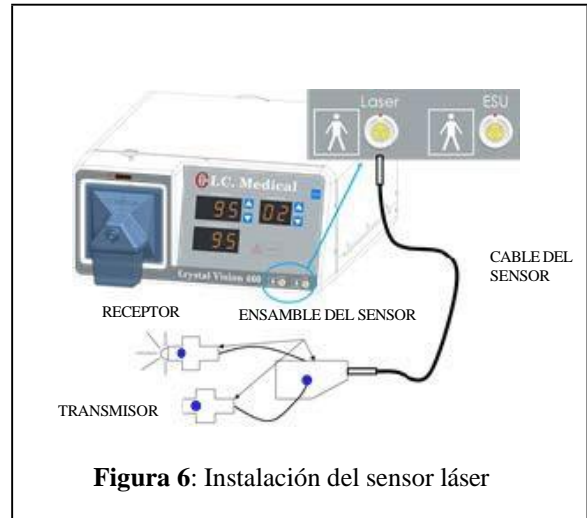 Laser ESU
I.C. Medical
95 02
95
Crystal Vision
CABLE DEL
SENSOR
RECEPTOR
ENSAMBLE DEL SENSOR
TRANSMISOR
Figura 6: Instalación del sensor láser